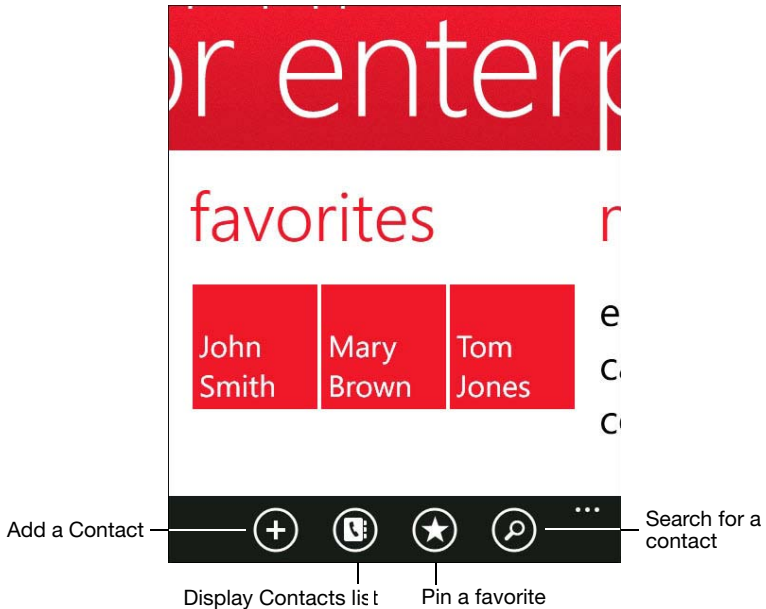 or enterp
favorites
John
Smith
Mary
Brown
Tom
Jones
Add a Contact
Search for a
contact
Display Contacts list
Pin a favorite